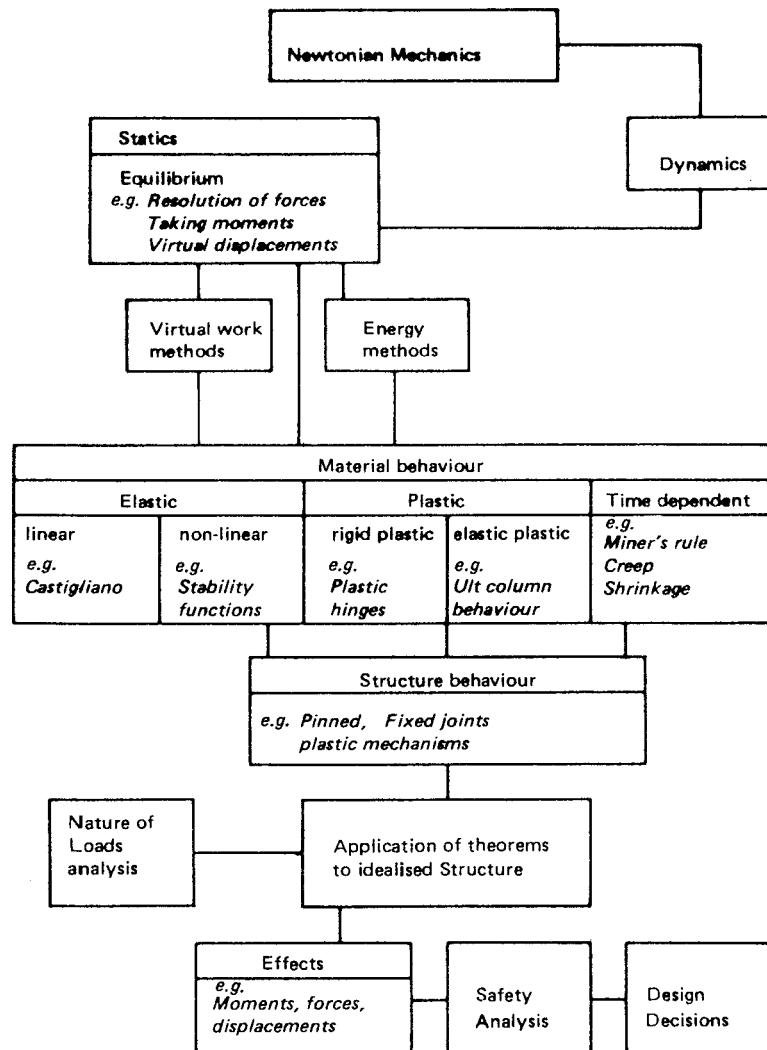 Newtonian Mechanics
Dynamics
Statics
Equilibrium
e.g. Resolution of forces
Taking moments
Virtual displacements
Virtual work
methods
Energy
methods
Material behaviour
Elastic
Plastic
Time dependent
linear
e.g.
Castigliano
non-linear
e.g.
Stability
functions
rigid plastic
e.g.
Plastic
hinges
elastic plastic
e.g.
Ult column
behaviour
e.g.
Miner's rule
Creep
Shrinkage
Structure behaviour
e.g. Pinned, Fixed joints
plastic mechanisms
Nature of
Loads
analysis
Application of theorems
to idealised Structure
Effects
e.g.
Moments, forces,
displacements
Safety
Analysis
Design
Decisions